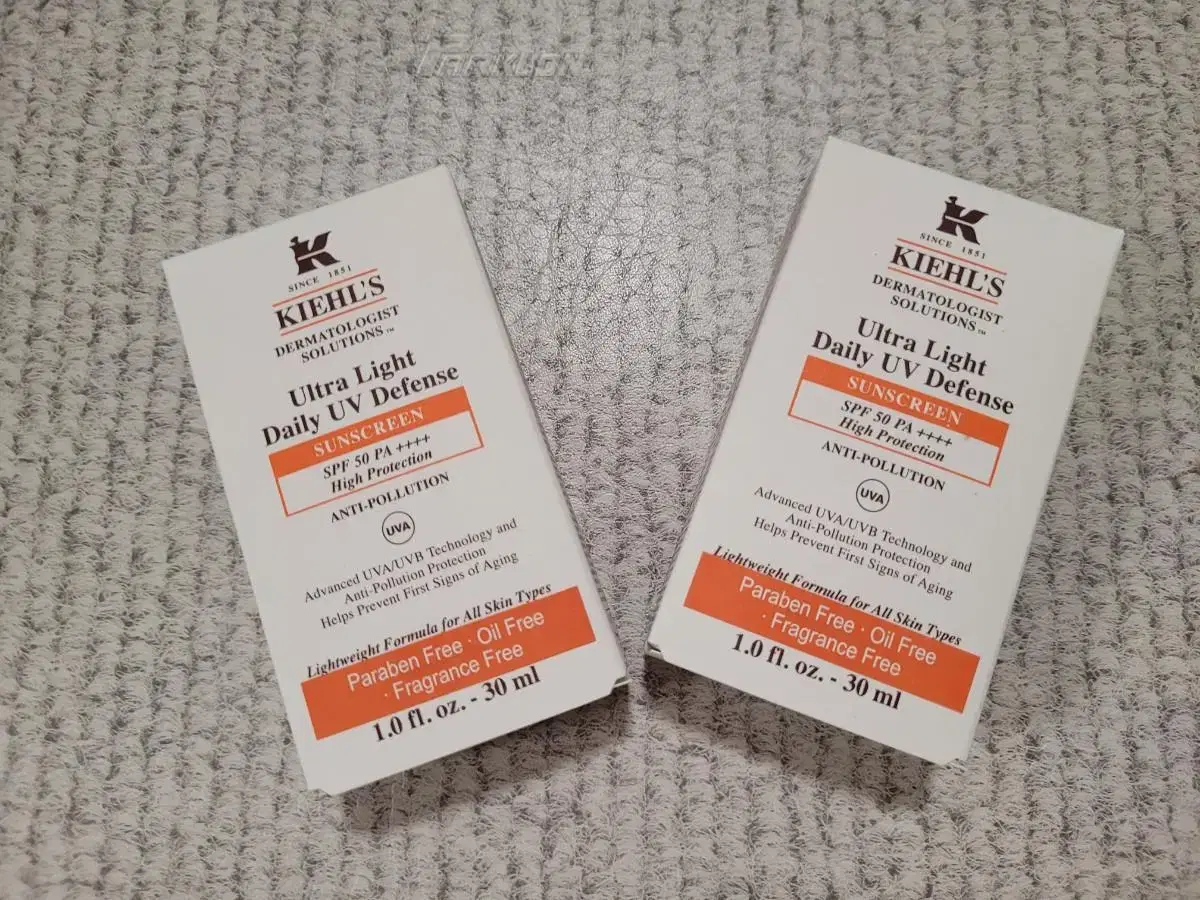 PARKLON
K
SINCE 1851
KIEHL'S
DERMATOLOGIST
SOLUTIONS™
Ultra Light
Daily UV Defense
SUNSCREEN
SPF 50 PA ++++
High Protection
ANTI-POLLUTION
UVA
Advanced UVA/UVB Technology and
Anti-Pollution Protection
Helps Prevent First Signs of Aging
Lightweight Formula for All Skin Types
Paraben Free · Oil Free
· Fragrance Free
1.0 fl. oz. - 30 ml
K
SINCE 1851
KIEHL'S
DERMATOLOGIST
SOLUTIONS™
Ultra Light
Daily UV Defense
SUNSCREEN
SPF 50 PA ++++
High Protection
ANTI-POLLUTION
UVA
Advanced UVA/UVB Technology and
Anti-Pollution Protection
Helps Prevent First Signs of Aging
Lightweight Formula for All Skin Types
Paraben Free · Oil Free
· Fragrance Free
1.0 fl. oz. - 30 ml